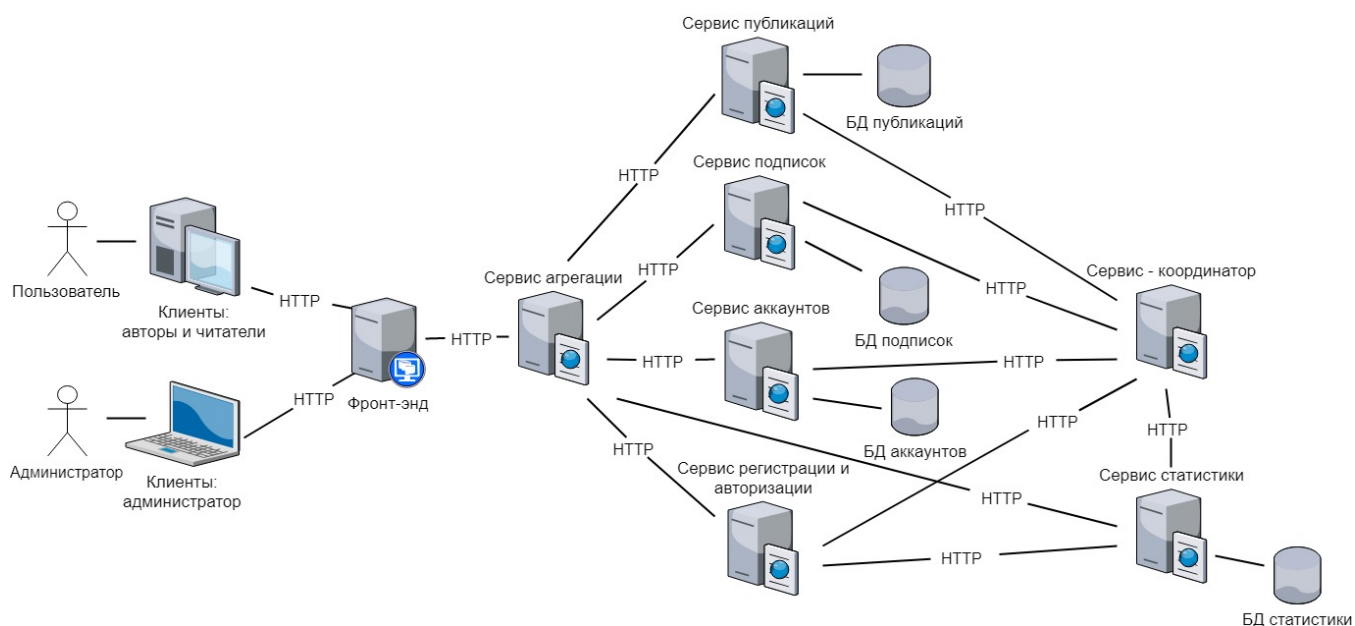 Сервис публикаций
БД публикаций
HTTP
Сервис подписок
HTTP
HTTP
Пользователь
Клиенты:
авторы и читатели
HTTP
Сервис агрегации
HTTP
БД подписок
HTTP
Сервис - координатор
Фронт-энд
HTTP
Сервис аккаунтов
HTTP
HTTP
БД аккаунтов
Администратор
Клиенты:
администратор
HTTP
HTTP
Сервис регистрации и
авторизации
HTTP
HTTP
HTTP
Сервис статистики
HTTP
БД статистики